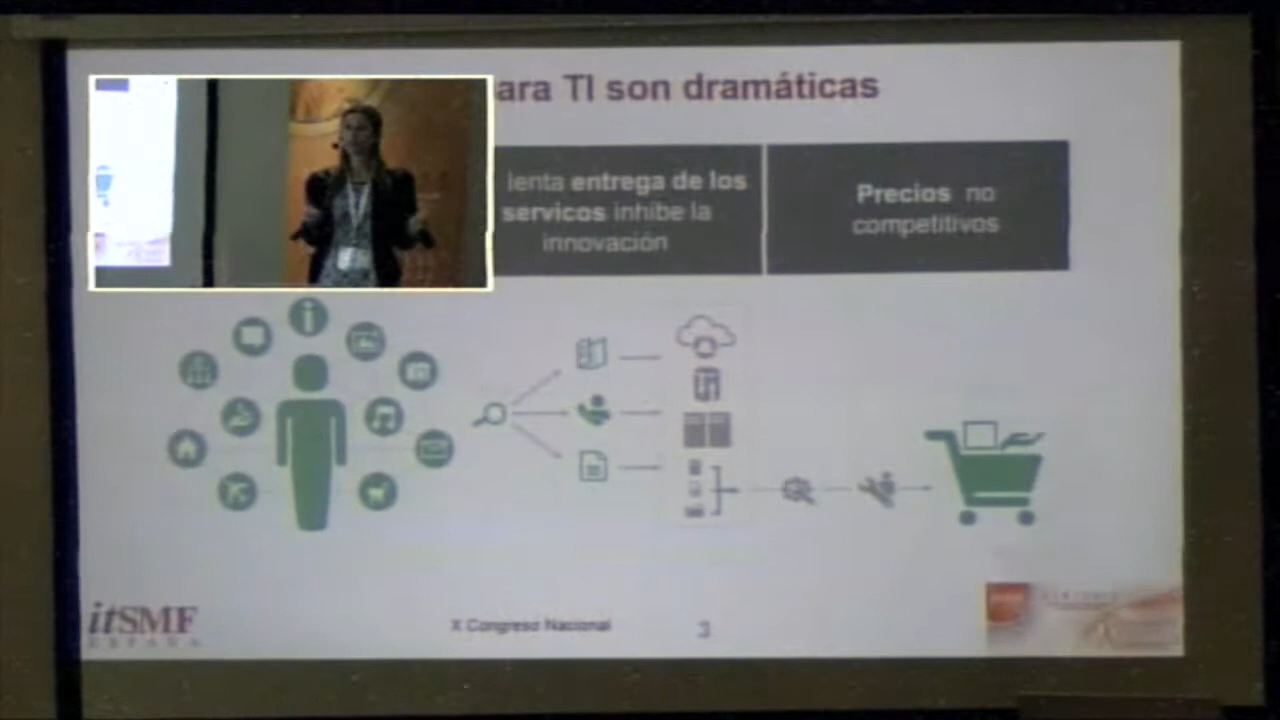 ara TI son dramáticas
lenta entrega de los
servicos inhibe la
innovación
Precios no
competitivos
itSMF
ESPAÑA
X Congreso Nacional
3